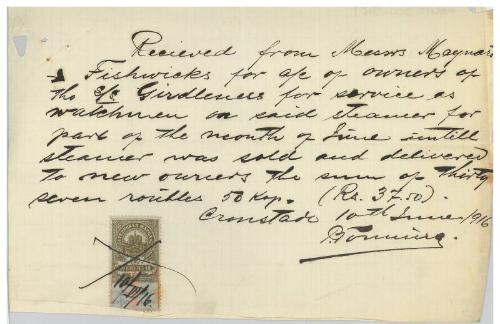 Recieved from Messrs Maynard
& Fishwicks for a/c of owners of
the S/S Girdleness for service as
watchmen on said steamer for
part of the month of June untill
steamer was sold and delivered
to new owners the sum of thirty
seven roubles 50 kop. (Rs. 37.50).
Cronstadt 10th June 1916